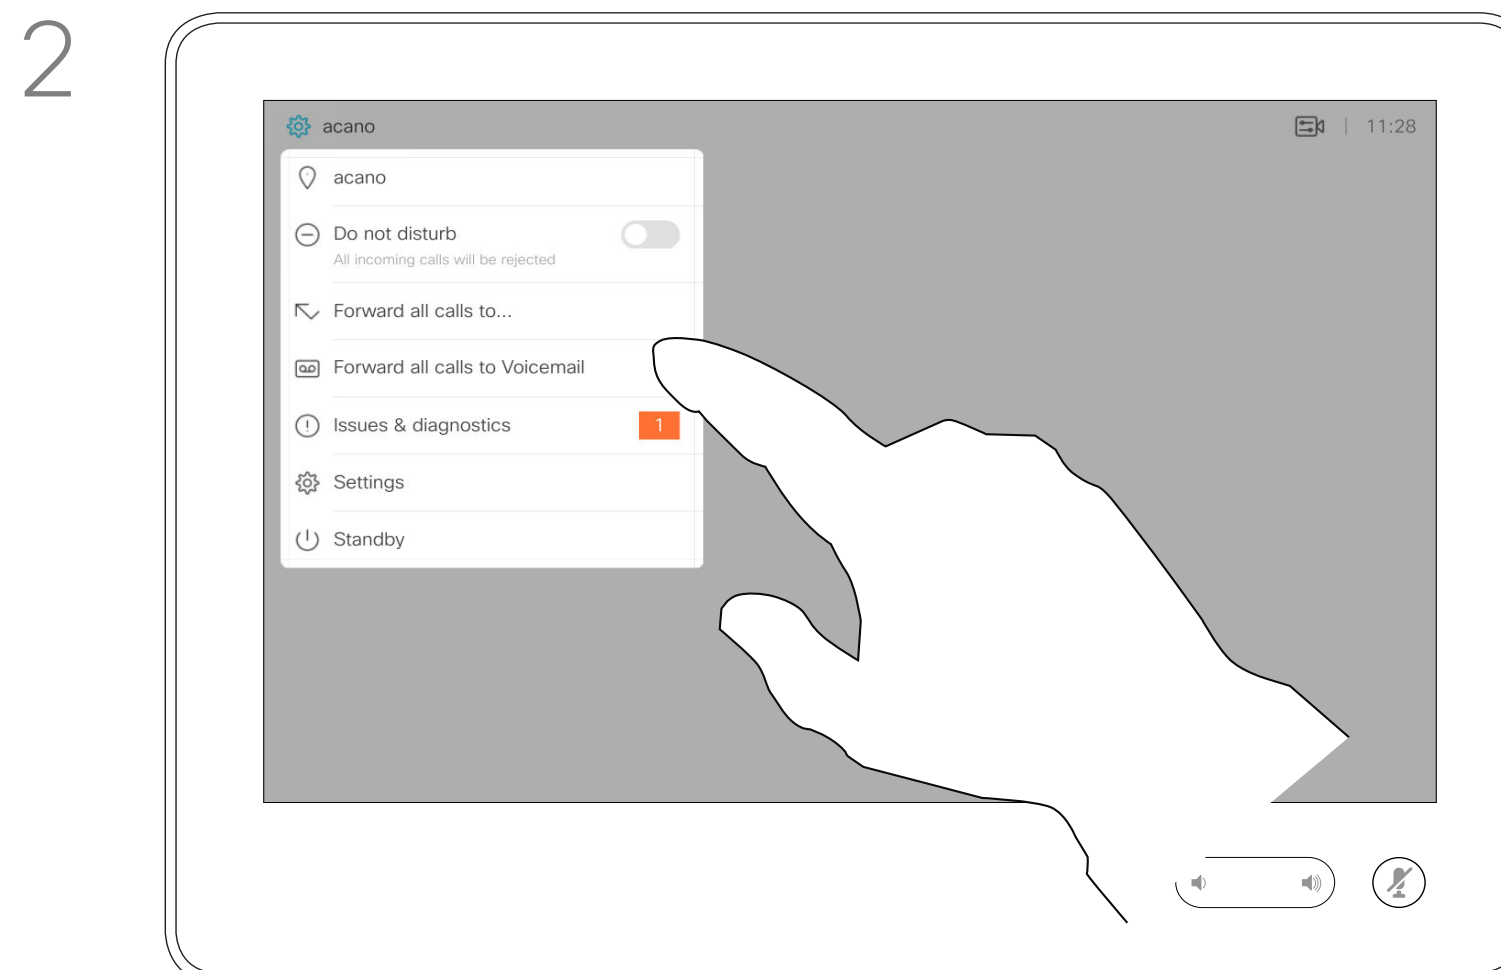 2
acano
11:28
acano
Do not disturb
All incoming calls will be rejected
Forward all calls to...
Forward all calls to Voicemail
Issues & diagnostics
1
Settings
Standby